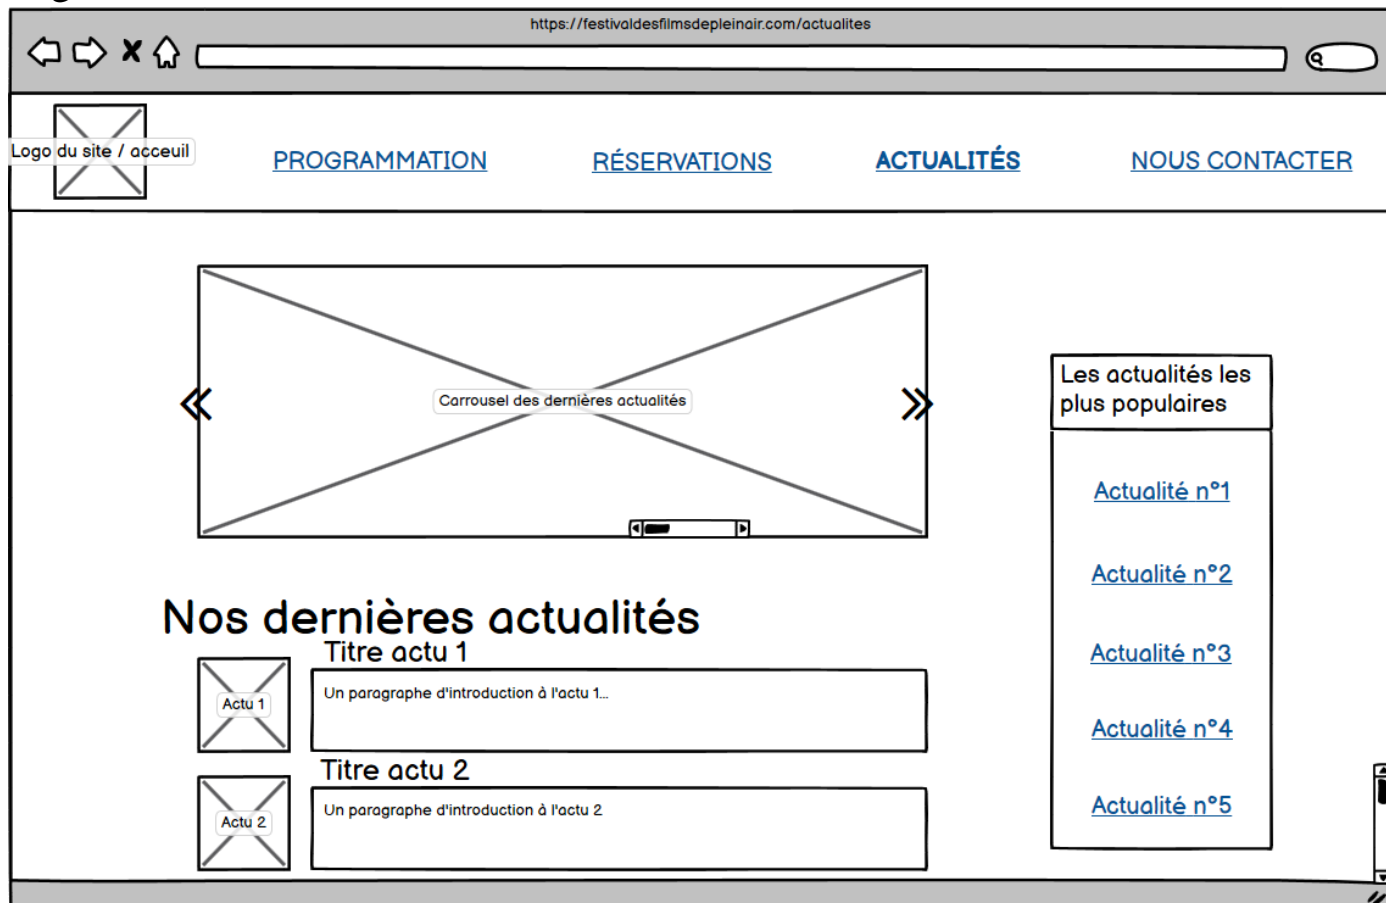 https://festivaldesfilmsdepleinair.com/actualites
Logo du site / acceuil
PROGRAMMATION
RÉSERVATIONS
ACTUALITÉS
NOUS CONTACTER
Carrousel des dernières actualités
Les actualités les
plus populaires
Actualité n°1
Actualité n°2
Actualité n°3
Actualité n°4
Actualité n°5
Nos dernières actualités
Titre actu 1
Actu 1
Un paragraphe d'introduction à l'actu 1...
Titre actu 2
Actu 2
Un paragraphe d'introduction à l'actu 2